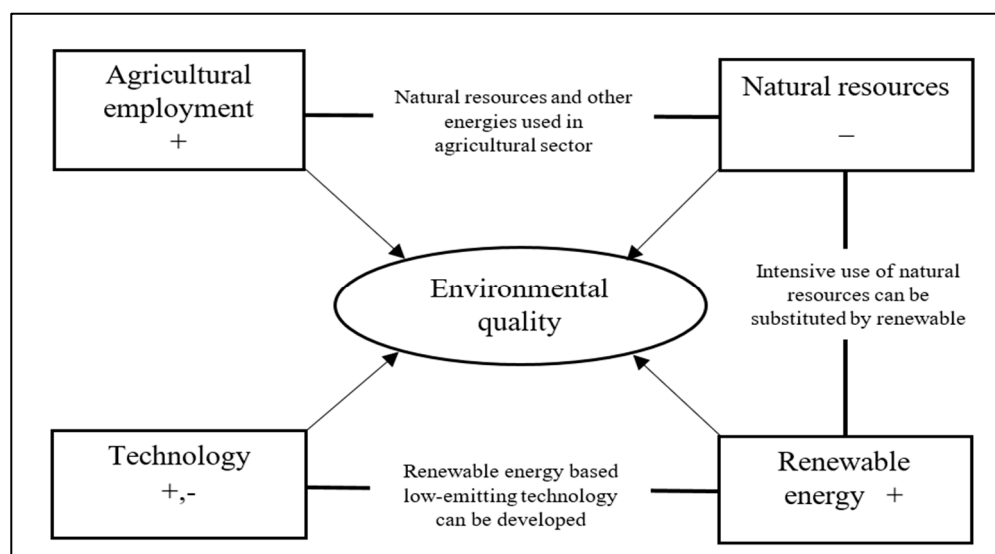 Agricultural
employment
+
Natural resources and other
energies used in
agricultural sector
Natural resources
–
Environmental
quality
Intensive use of natural
resources can be
substituted by renewable
Technology
+,-
Renewable energy based
low-emitting technology
can be developed
Renewable
energy +